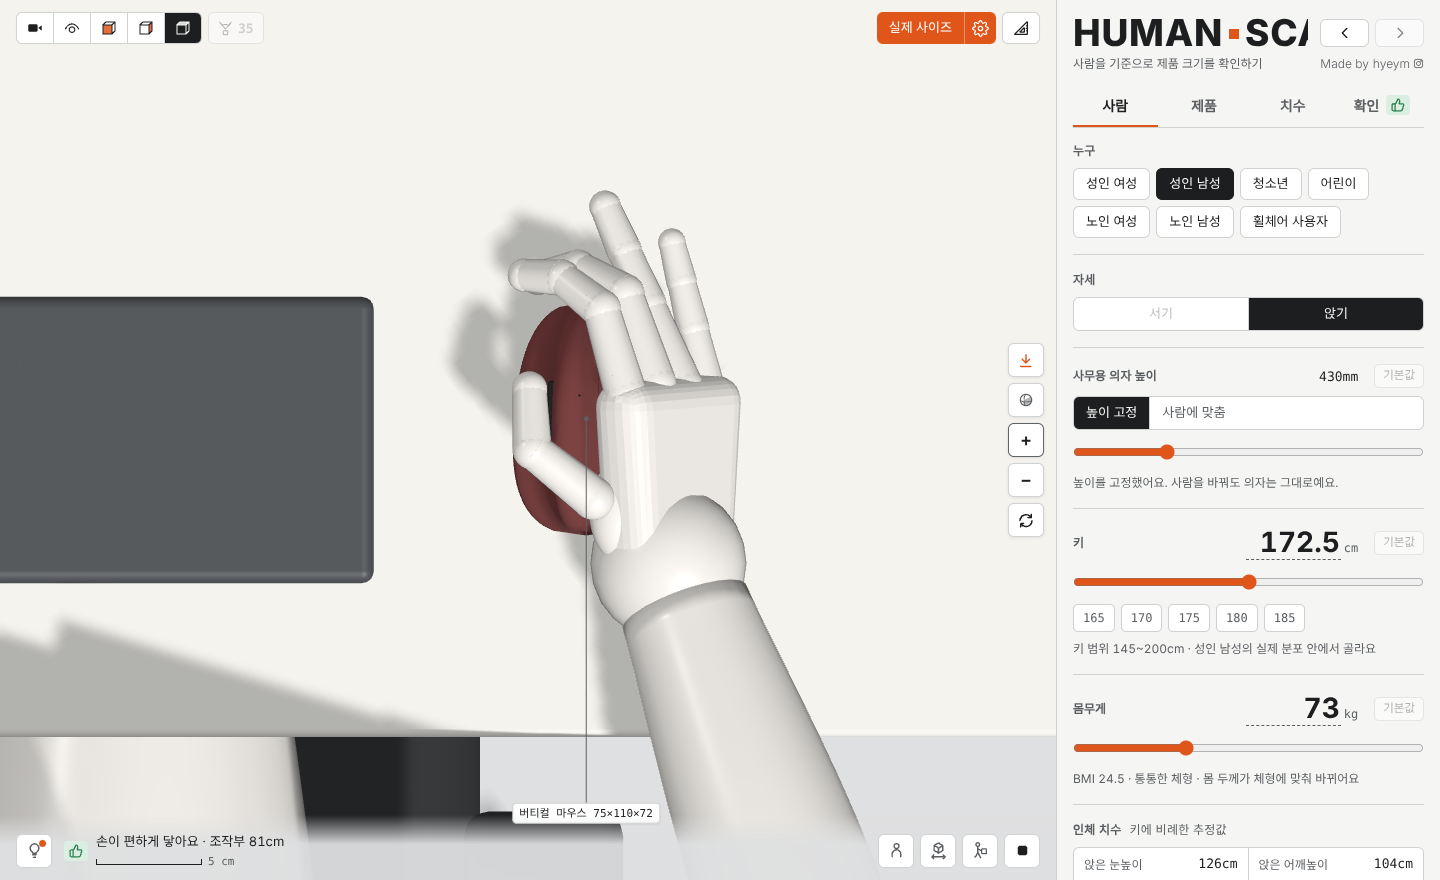 35
실제 사이즈
HUMAN▪SCA
사람을 기준으로 제품 크기를 확인하기
Made by hyeym
사람 제품 치수 확인
누구
성인 여성 성인 남성 청소년 어린이
노인 여성 노인 남성 휠체어 사용자
자세
서기 앉기
사무용 의자 높이 430mm 기본값
높이 고정 사람에 맞춤
높이를 고정했어요. 사람을 바꿔도 의자는 그대로예요.
키 172.5 cm 기본값
165 170 175 180 185
키 범위 145~200cm · 성인 남성의 실제 분포 안에서 골라요
몸무게 73 kg 기본값
BMI 24.5 · 통통한 체형 · 몸 두께가 체형에 맞춰 바뀌어요
인체 치수 키에 비례한 추정값
앉은 눈높이 126cm 앉은 어깨높이 104cm
버티컬 마우스 75×110×72
손이 편하게 닿아요 · 조작부 81cm
5 cm